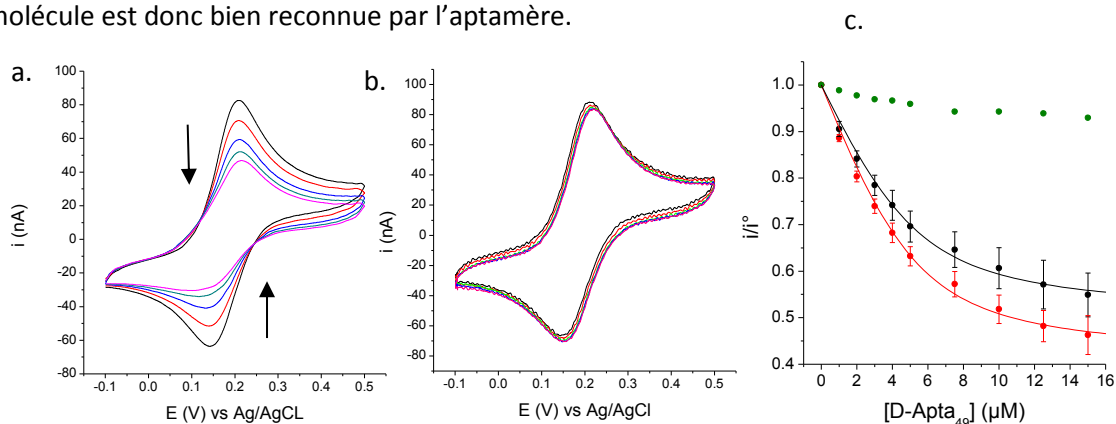 molécule est donc bien reconnue par l’aptamère.
c.
a.
100
80
60
40
20
0
-20
-40
-60
-80
i (nA)
-0.1 0.0 0.1 0.2 0.3 0.4 0.5
E (V) vs Ag/AgCL
b.
100
80
60
40
20
0
-20
-40
-60
-80
i (nA)
-0.1 0.0 0.1 0.2 0.3 0.4 0.5
E (V) vs Ag/AgCl
1.0
0.9
0.8
0.7
0.6
0.5
0.4
i/i°
0 2 4 6 8 10 12 14 16
[D-Apta49] (µM)